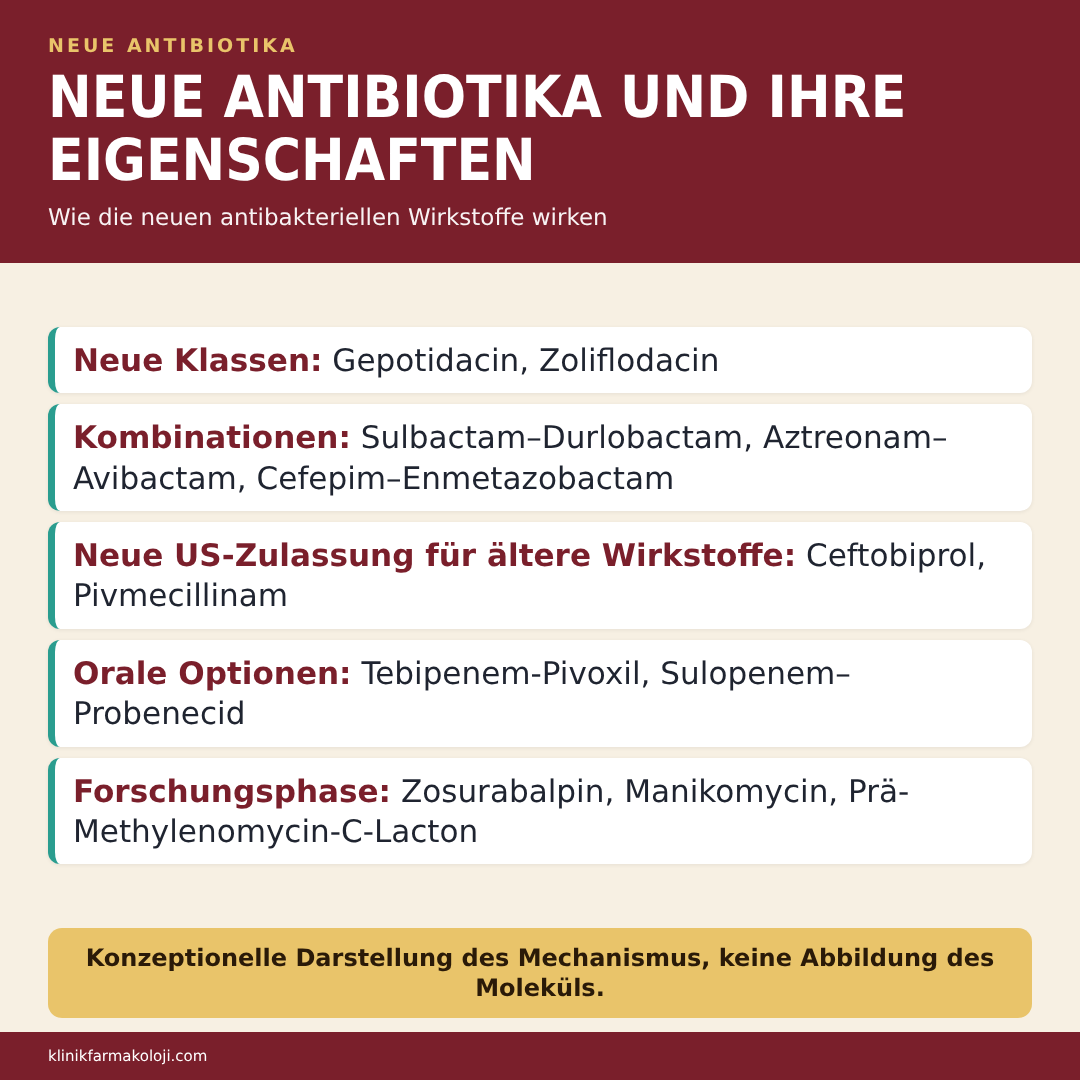 NEUE ANTIBIOTIKA
NEUE ANTIBIOTIKA UND IHRE
EIGENSCHAFTEN
Wie die neuen antibakteriellen Wirkstoffe wirken
Neue Klassen: Gepotidacin, Zoliflodacin
Kombinationen: Sulbactam–Durlobactam, Aztreonam–
Avibactam, Cefepim–Enmetazobactam
Neue US-Zulassung für ältere Wirkstoffe: Ceftobiprol,
Pivmecillinam
Orale Optionen: Tebipenem-Pivoxil, Sulopenem–
Probenecid
Forschungsphase: Zosurabalpin, Manikomycin, Prä-
Methylenomycin-C-Lacton
Konzeptionelle Darstellung des Mechanismus, keine Abbildung des
Moleküls.
klinikfarmakoloji.com